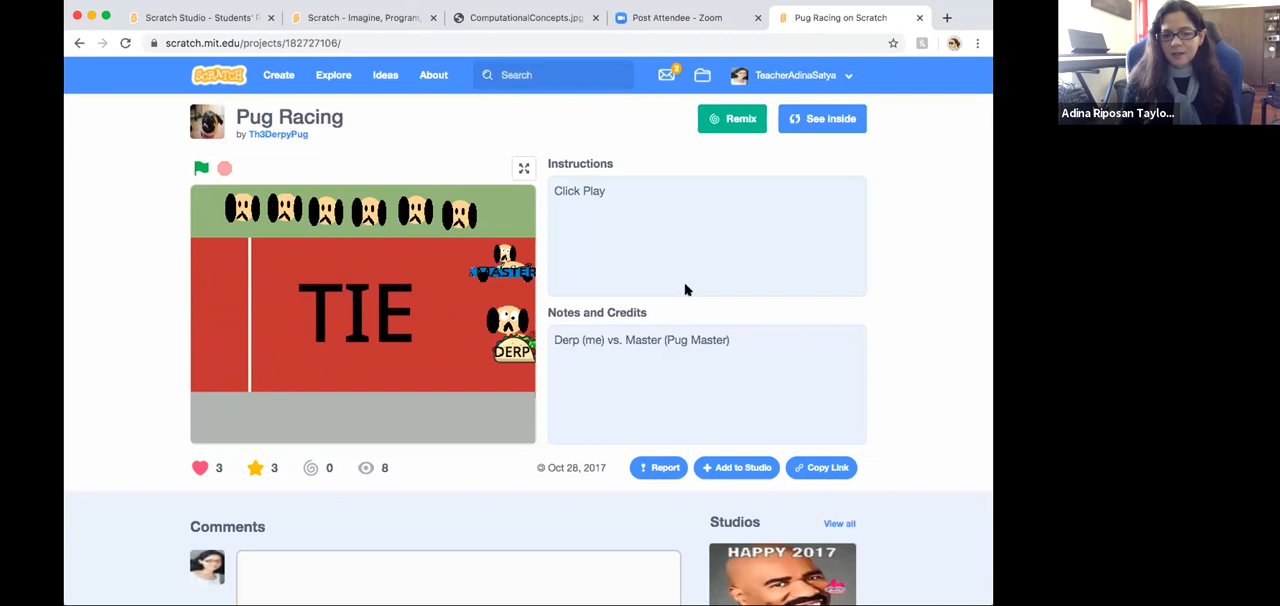 Scratch Studio - Students' F
Scratch - Imagine, Program,
ComputationalConcepts.jpg
Post Attendee - Zoom
Pug Racing on Scratch
scratch.mit.edu/projects/182727106/
SCRATCH
Create
Explore
Ideas
About
Search
2
TeacherAdinaSatya
Pug Racing
by Th3DerpyPug
Remix
See inside
Instructions
Click Play
MASTER
TIE
DERP
Notes and Credits
Derp (me) vs. Master (Pug Master)
3
3
0
8
© Oct 28, 2017
Report
Add to Studio
Copy Link
Comments
Studios
View all
HAPPY 2017
Adina Riposan Taylo...